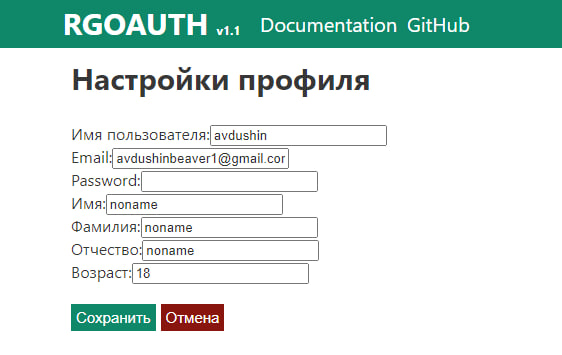 RGOAUTH v1.1 Documentation GitHub
Настройки профиля
Имя пользователя: avdushin
Email: avdushinbeaver1@gmail.cor
Password:
Имя: noname
Фамилия: noname
Отчество: noname
Возраст: 18
Сохранить Отмена